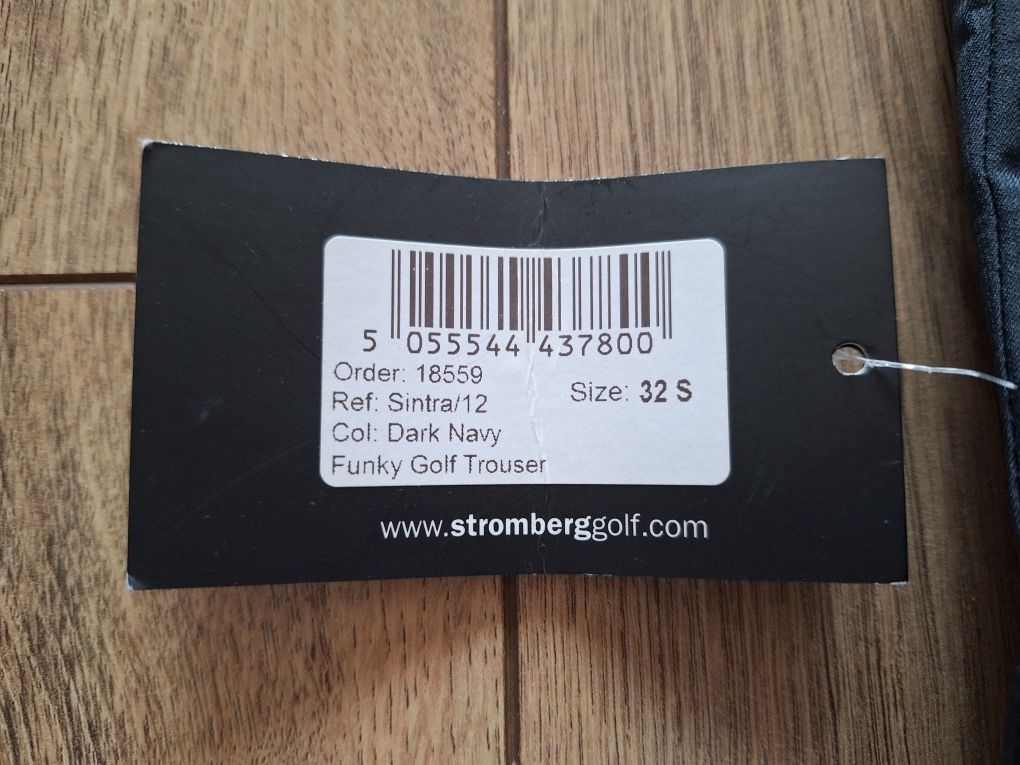 5 055544 437800
Order: 18559
Ref: Sintra/12
Size: 32 S
Col: Dark Navy
Funky Golf Trouser
www.stromberggolf.com